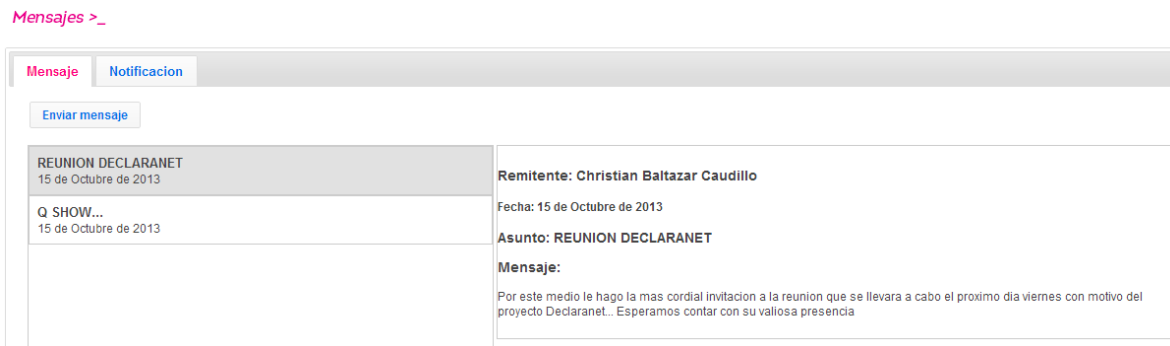 Mensajes >_
Mensaje
Notificacion
Enviar mensaje
REUNION DECLARANET
15 de Octubre de 2013
Q SHOW...
15 de Octubre de 2013
Remitente: Christian Baltazar Caudillo
Fecha: 15 de Octubre de 2013
Asunto: REUNION DECLARANET
Mensaje:
Por este medio le hago la mas cordial invitacion a la reunion que se llevara a cabo el proximo dia viernes con motivo del
proyecto Declaranet... Esperamos contar con su valiosa presencia